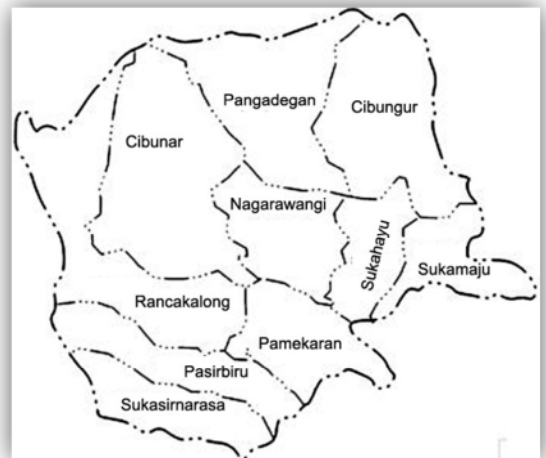 Pangadegan
Cibungur
Cibunar
Nagarawangi
Sukahayu
Sukamaju
Rancakalong
Pamekaran
Pasirbiru
Sukasirnarasa